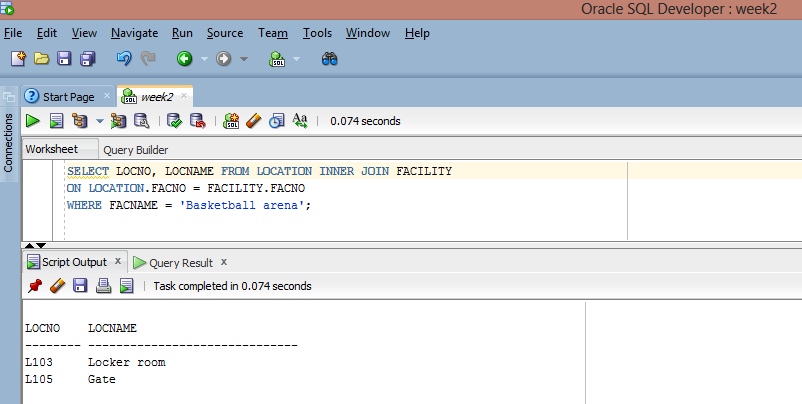 Oracle SQL Developer : week2
File Edit View Navigate Run Source Team Tools Window Help
SQL
Start Page × week2 ×
SQL Aa 0.074 seconds
Connections
Worksheet Query Builder
SELECT LOCNO, LOCNAME FROM LOCATION INNER JOIN FACILITY
ON LOCATION.FACNO = FACILITY.FACNO
WHERE FACNAME = 'Basketball arena';
Script Output × Query Result ×
Task completed in 0.074 seconds
LOCNO LOCNAME
-------- ------------------------------
L103 Locker room
L105 Gate